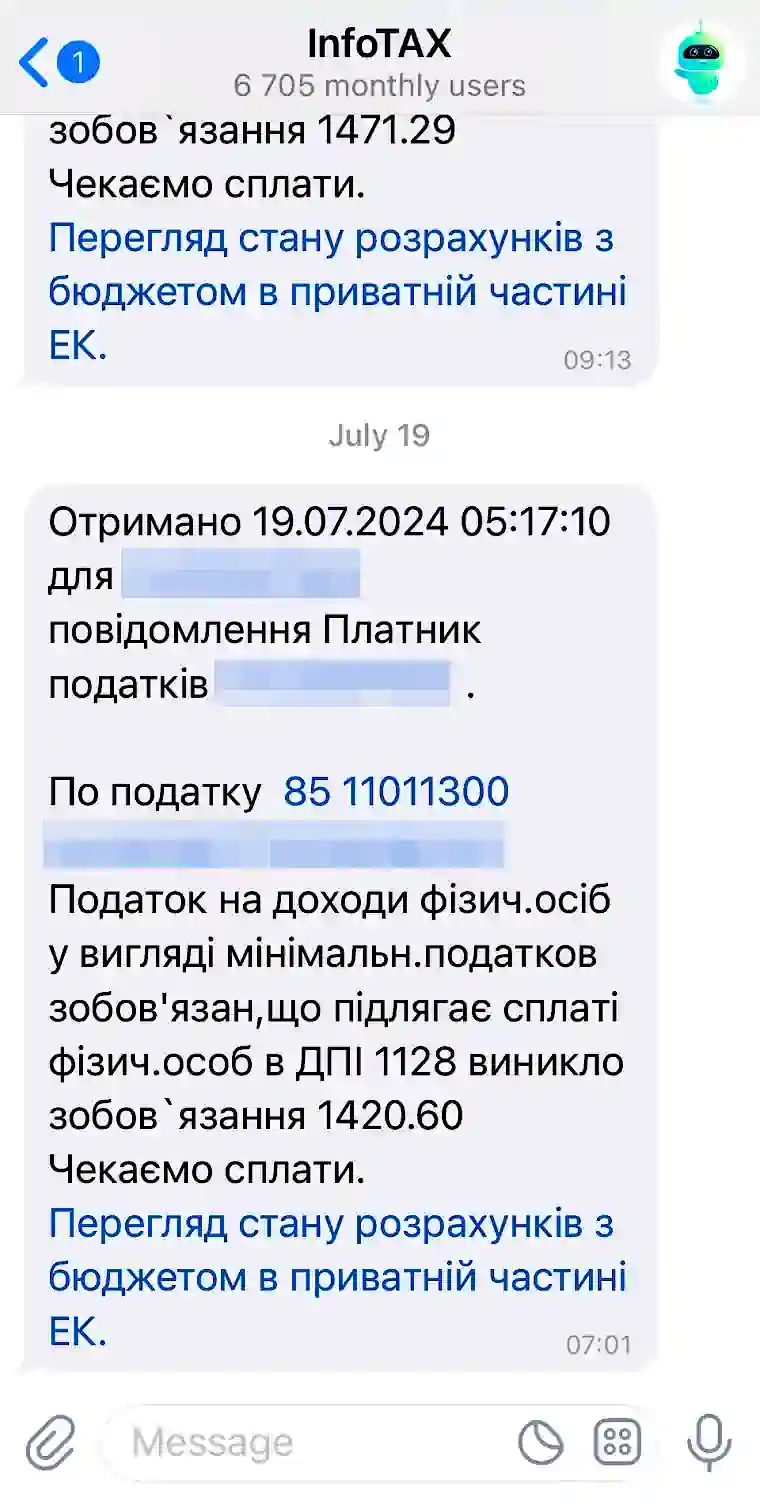 1
InfoTAX
6 705 monthly users
зобов`язання 1471.29
Чекаємо сплати.
Перегляд стану розрахунків з
бюджетом в приватній частині
ЕК.
09:13
July 19
Отримано 19.07.2024 05:17:10
для
повідомлення Платник
податків .
По податку 85 11011300
Податок на доходи фізич.осіб
у вигляді мінімальн.податков
зобов'язан,що підлягає сплаті
фізич.особ в ДПІ 1128 виникло
зобов`язання 1420.60
Чекаємо сплати.
Перегляд стану розрахунків з
бюджетом в приватній частині
ЕК.
07:01
Message